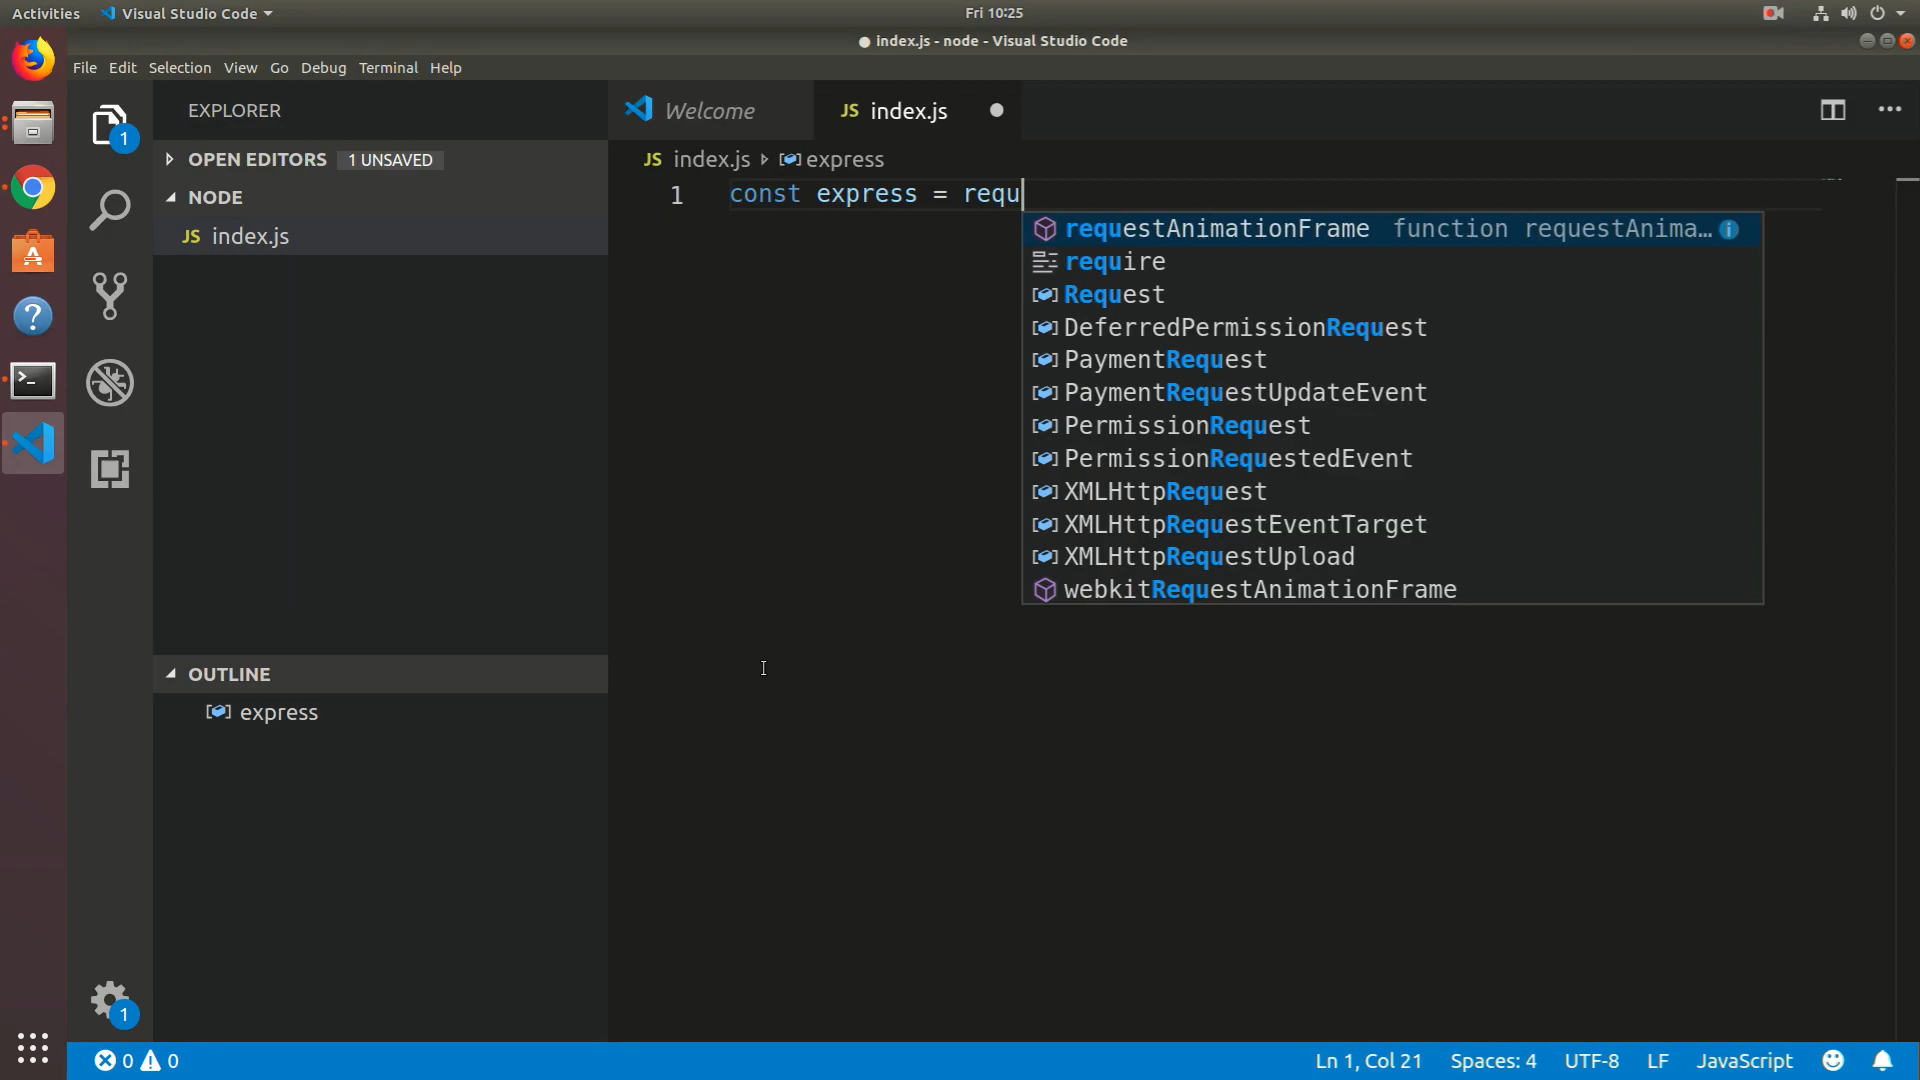 Activities Visual Studio Code Fri 10:25
● index.js - node - Visual Studio Code
File Edit Selection View Go Debug Terminal Help
EXPLORER
Welcome
JS index.js
1
OPEN EDITORS 1 UNSAVED
JS index.js express
NODE
1 const express = requ
JS index.js
requestAnimationFrame function requestAnima…
require
Request
DeferredPermissionRequest
PaymentRequest
PaymentRequestUpdateEvent
PermissionRequest
PermissionRequestedEvent
XMLHttpRequest
XMLHttpRequestEventTarget
XMLHttpRequestUpload
webkitRequestAnimationFrame
OUTLINE
express
1
0 0 Ln 1, Col 21 Spaces: 4 UTF-8 LF JavaScript